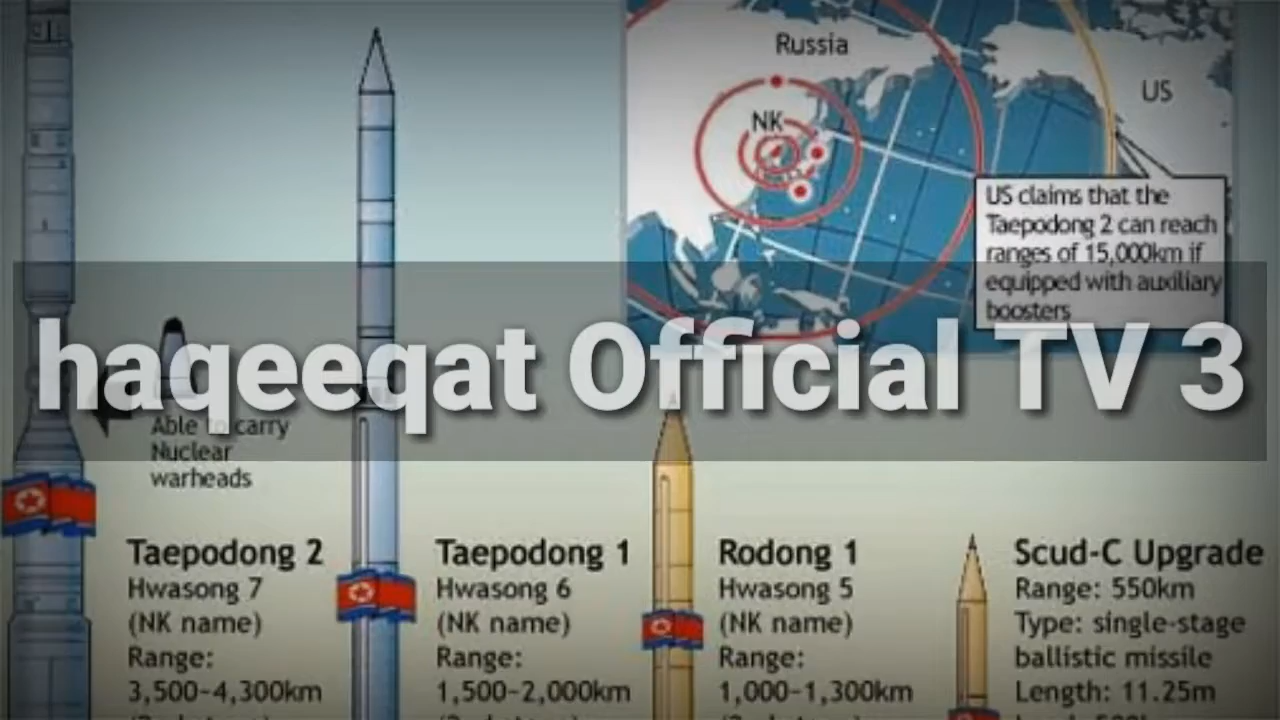 Russia
US
NK
US claims that the
Taepodong 2 can reach
ranges of 15,000km if
equipped with auxiliary
boosters
haqeeqat Official TV 3
Able to carry
Nuclear
warheads
Taepodong 2
Hwasong 7
(NK name)
Range:
3,500-4,300km
Taepodong 1
Hwasong 6
(NK name)
Range:
1,500-2,000km
Rodong 1
Hwasong 5
(NK name)
Range:
1,000-1,300km
Scud-C Upgrade
Range: 550km
Type: single-stage
ballistic missile
Length: 11.25m